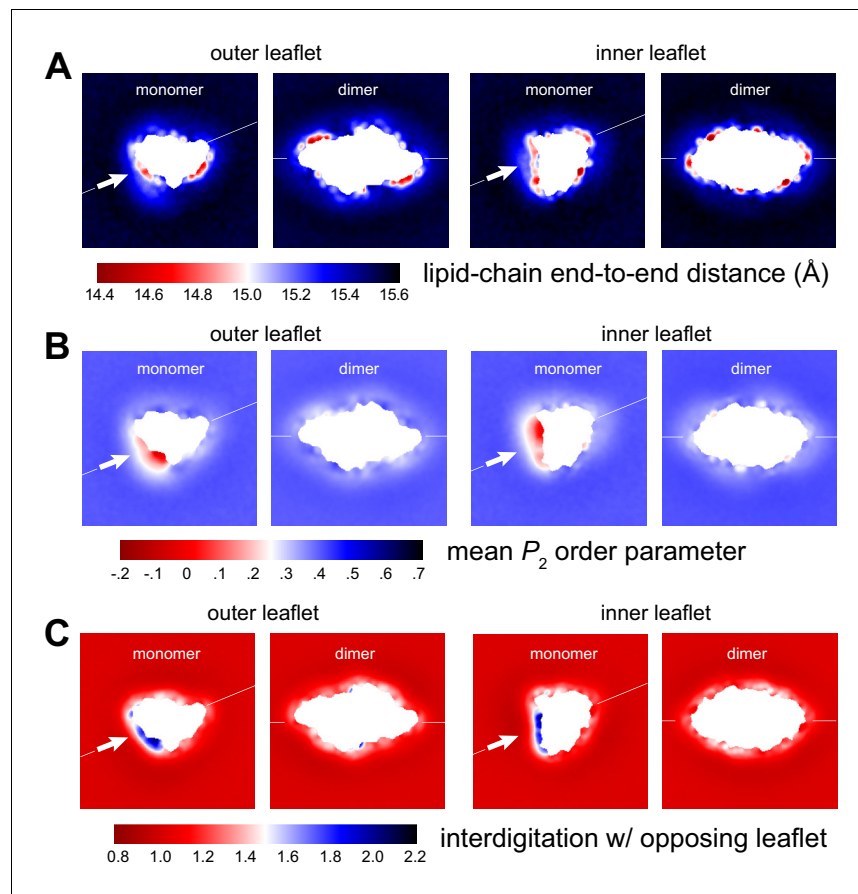 A
outer leaflet
inner leaflet
monomer
dimer
monomer
dimer
14.4 14.6 14.8 15.0 15.2 15.4 15.6
lipid-chain end-to-end distance (Å)
B
outer leaflet
inner leaflet
monomer
dimer
monomer
dimer
-.2 -.1 0 .1 .2 .3 .4 .5 .6 .7
mean P₂ order parameter
C
outer leaflet
inner leaflet
monomer
dimer
monomer
dimer
0.8 1.0 1.2 1.4 1.6 1.8 2.0 2.2
interdigitation w/ opposing leaflet